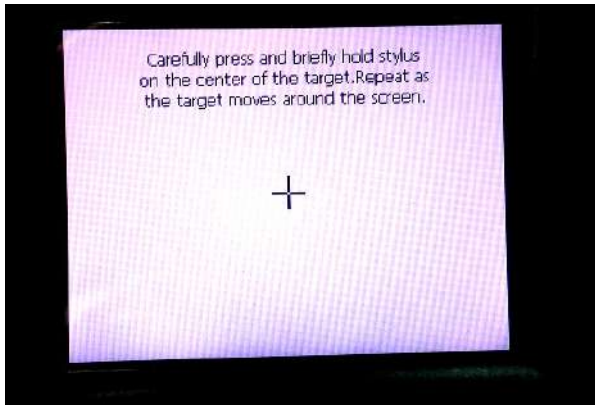 Carefully press and briefly hold stylus
on the center of the target.Repeat as
the target moves around the screen.